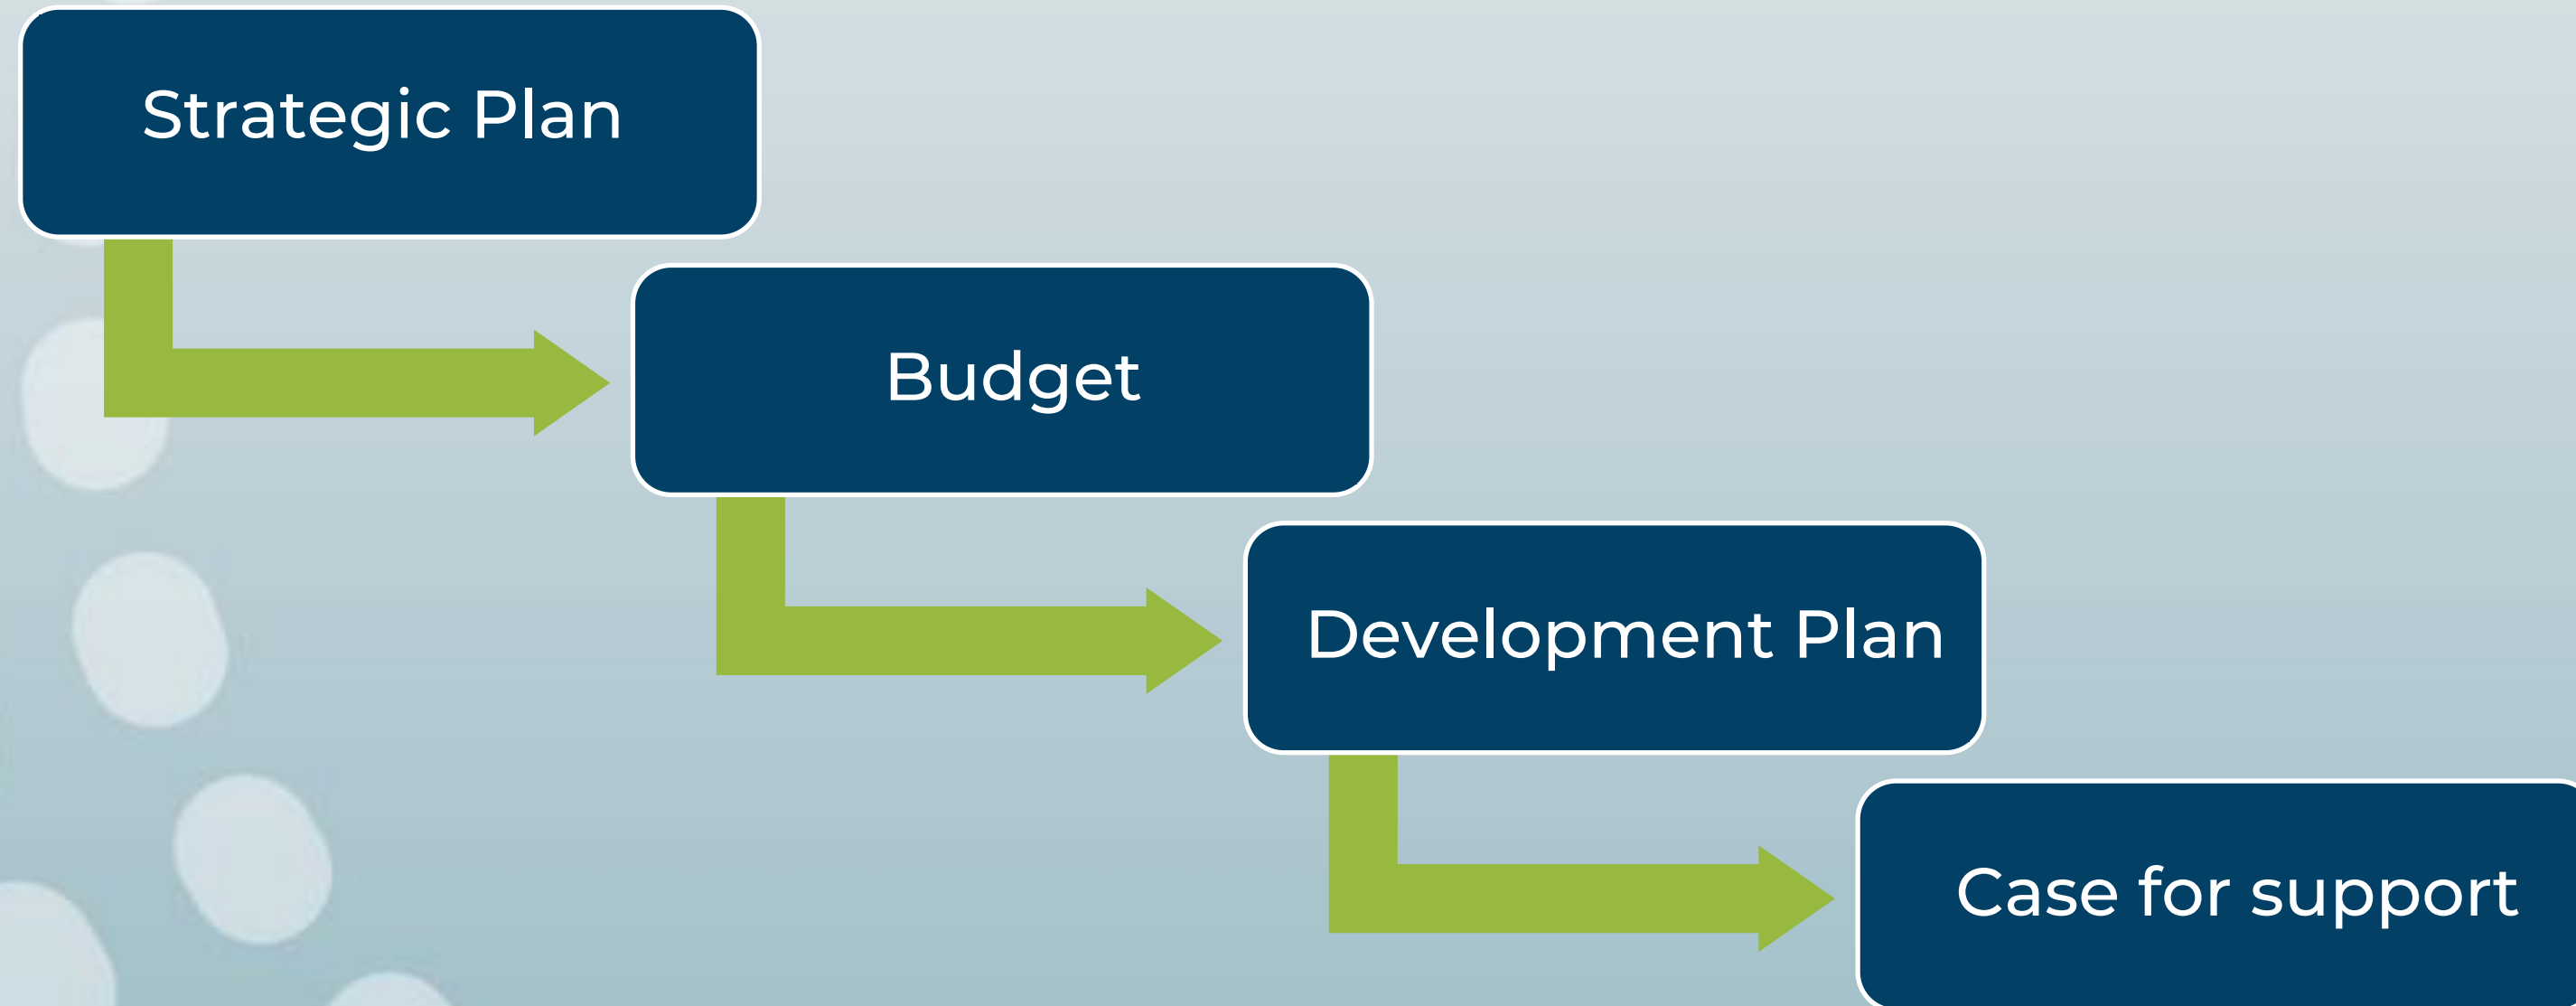 Strategic Plan
Budget
Development Plan
Case for support